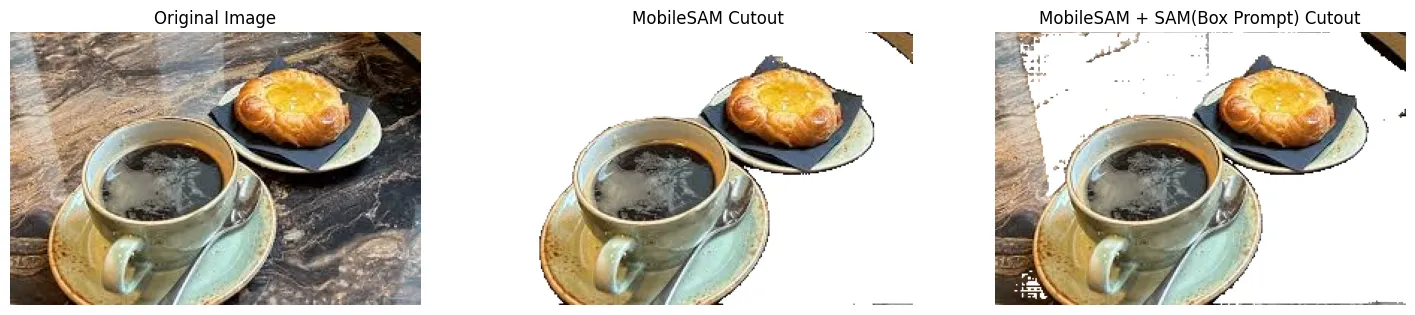 Original Image
MobileSAM Cutout
MobileSAM + SAM(Box Prompt) Cutout